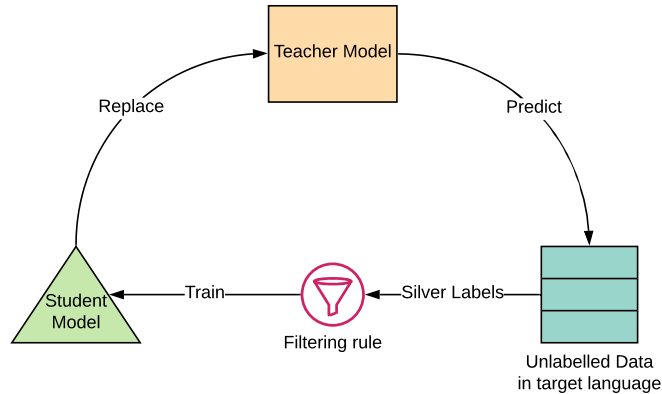 Teacher Model
Replace
Predict
Student
Model
Train
Silver Labels
Filtering rule
Unlabelled Data
in target language